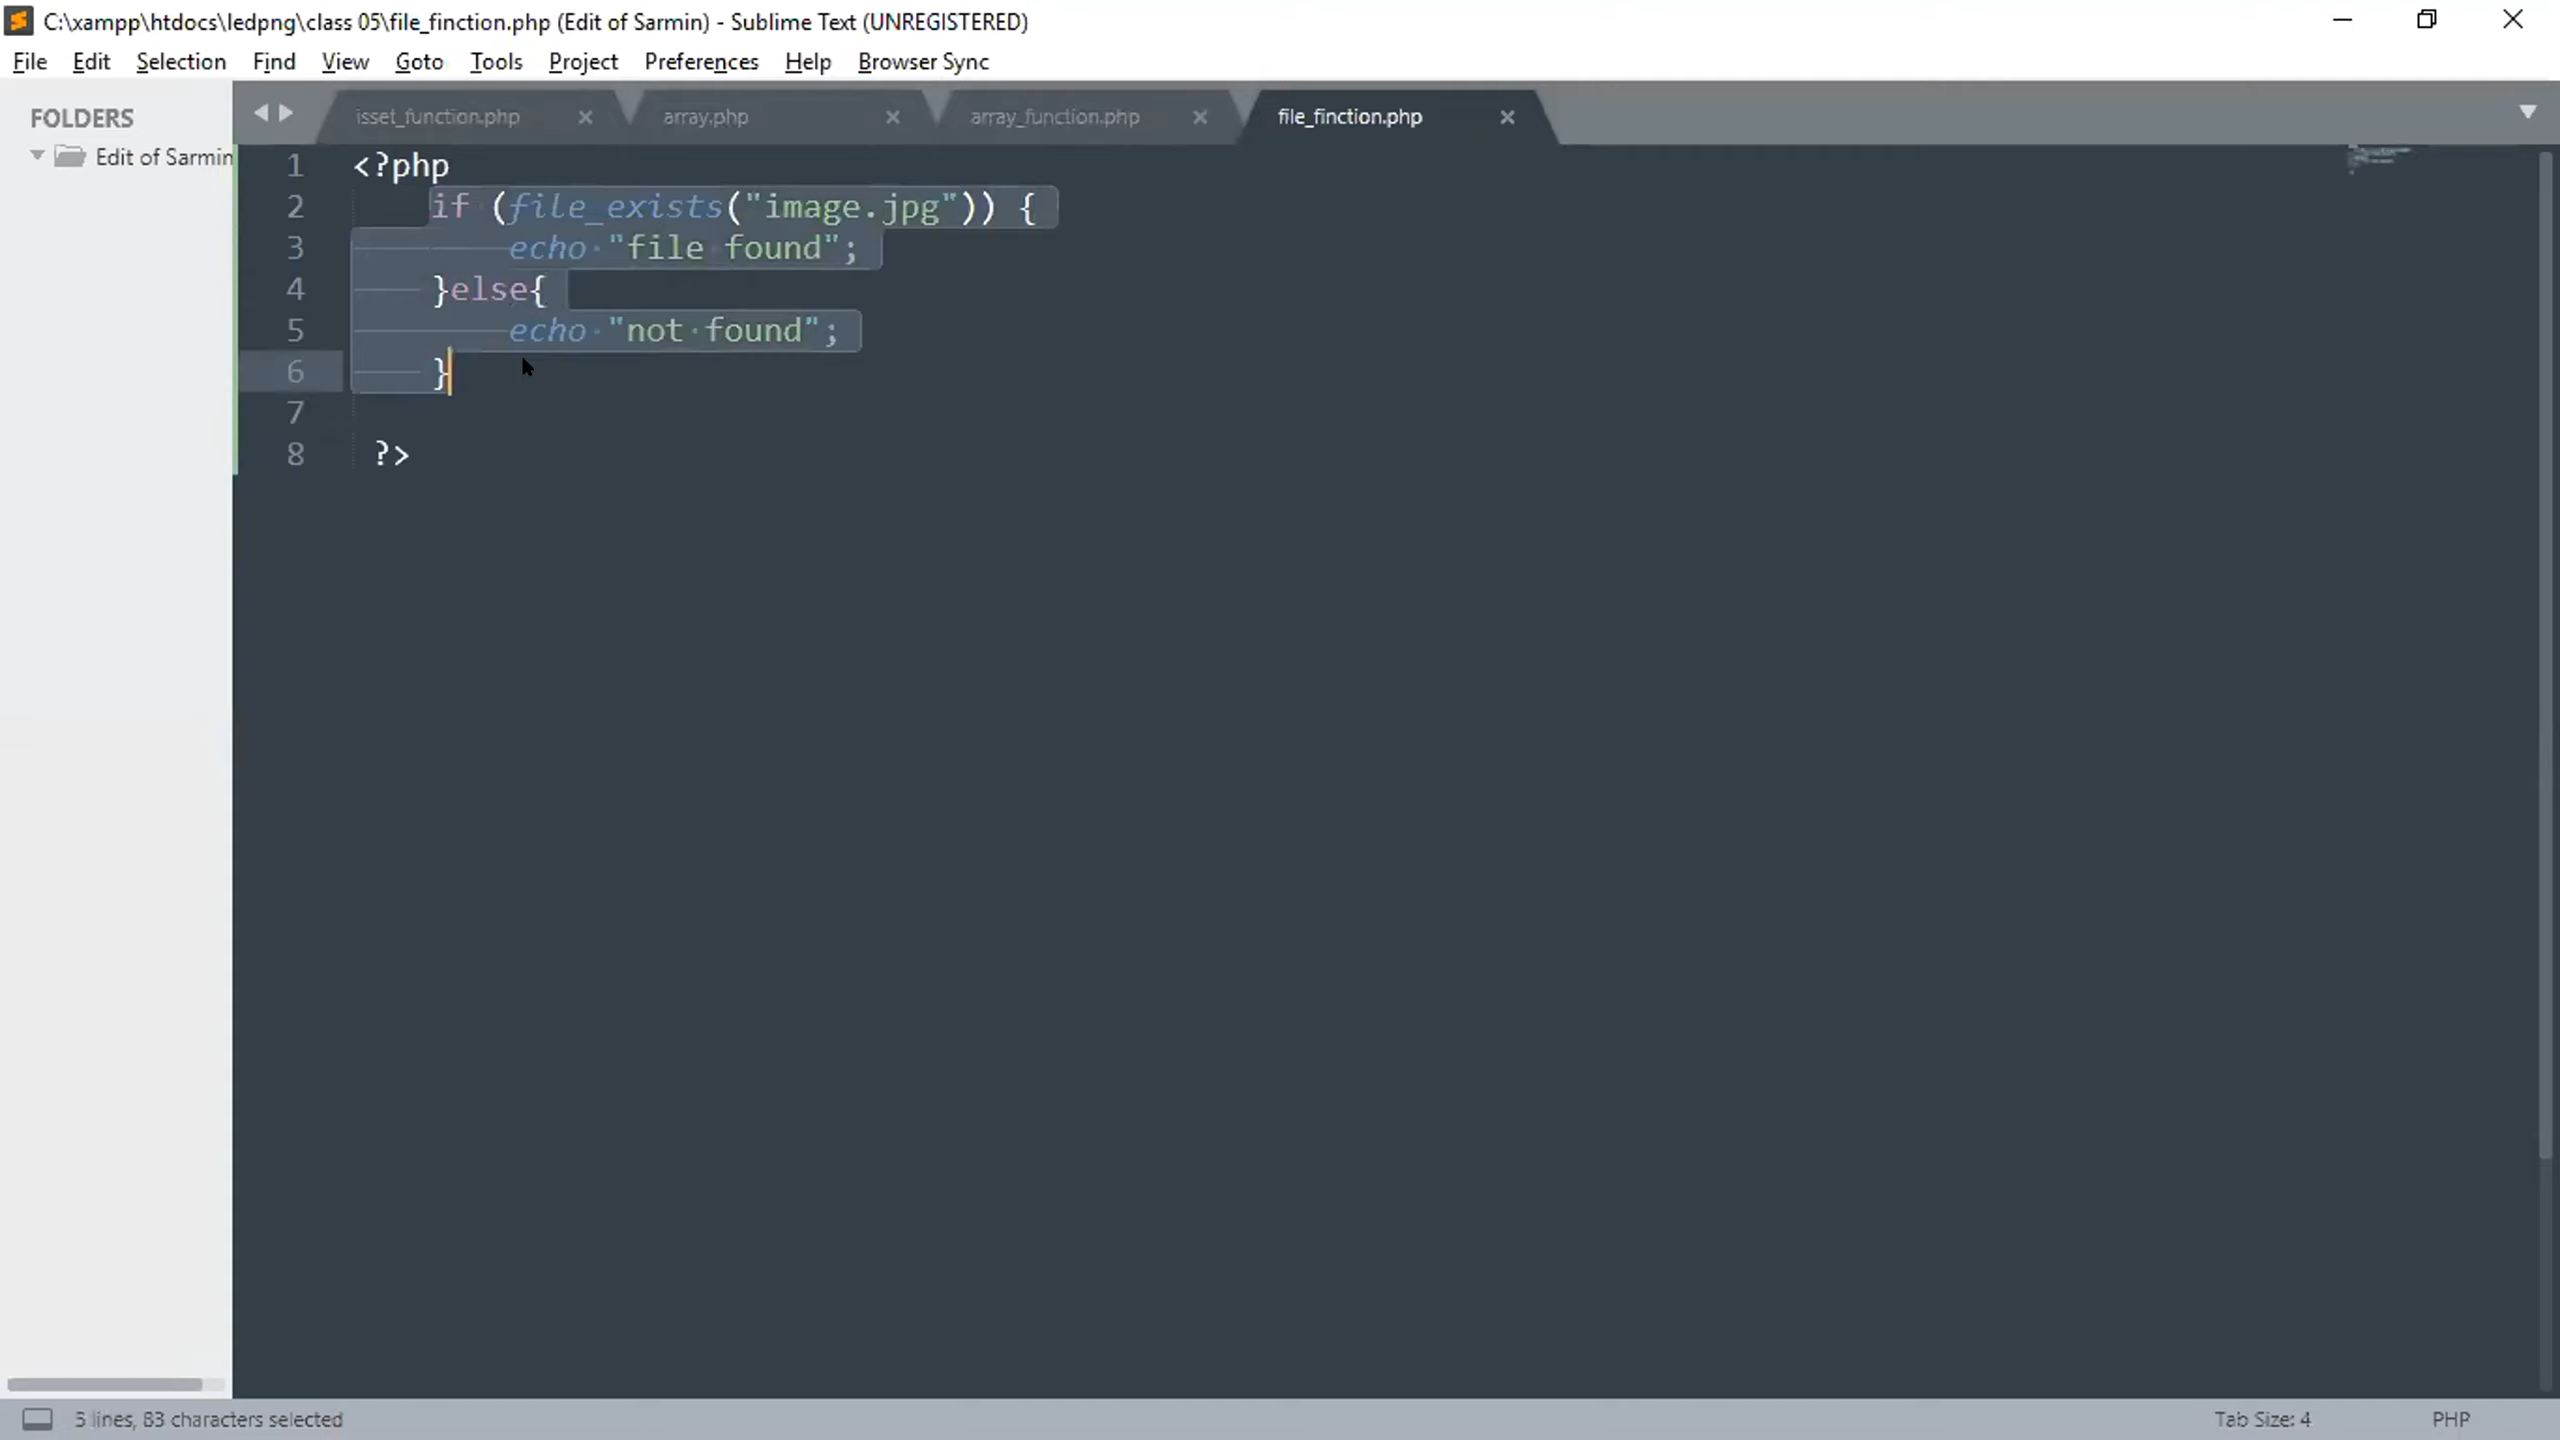 C:\xampp\htdocs\ledpng\class 05\file_finction.php (Edit of Sarmin) - Sublime Text (UNREGISTERED)
File Edit Selection Find View Goto Tools Project Preferences Help Browser Sync
FOLDERS
Edit of Sarmin
isset_function.php array.php array_function.php file_finction.php
1 <?php
2 if (file_exists("image.jpg")) {
3 echo "file found";
4 }else{
5 echo "not found";
6 }
7
8 ?>
5 lines, 83 characters selected Tab Size: 4 PHP